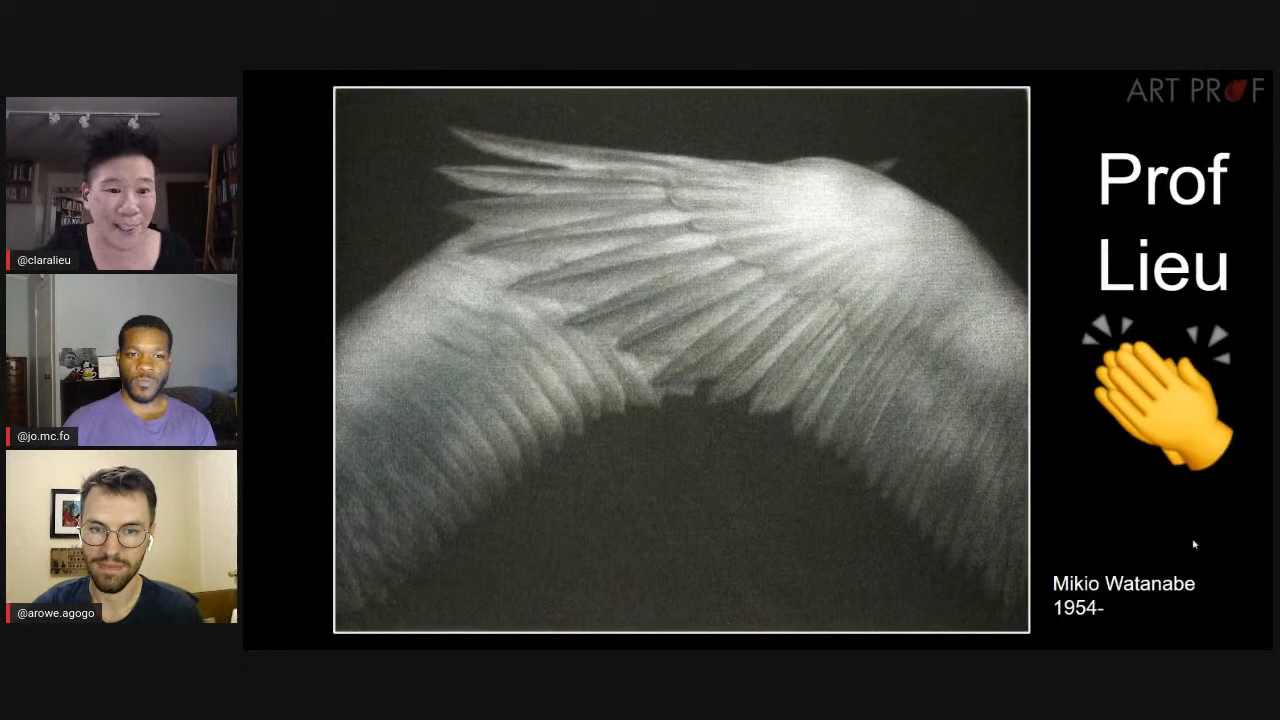 ART PROF
Prof
Lieu
@claralieu
@jo.mc.fo
@arowe.agogo
Mikio Watanabe
1954-